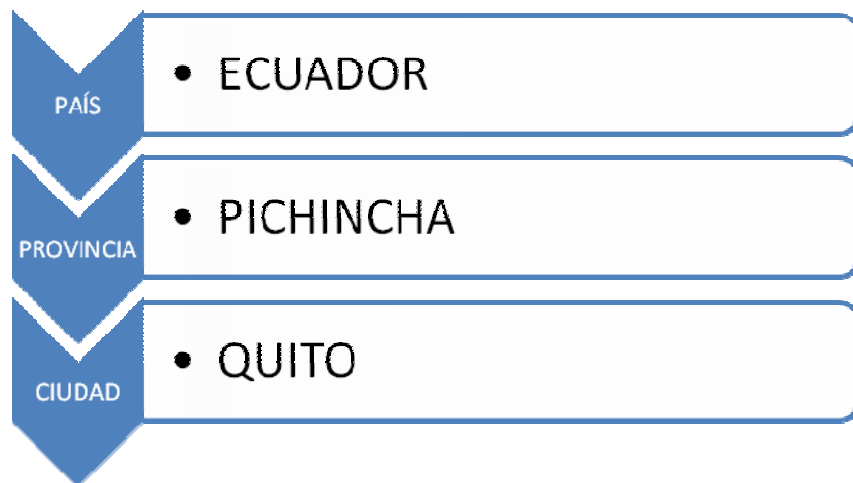 PAÍS
• ECUADOR
PROVINCIA
• PICHINCHA
CIUDAD
• QUITO